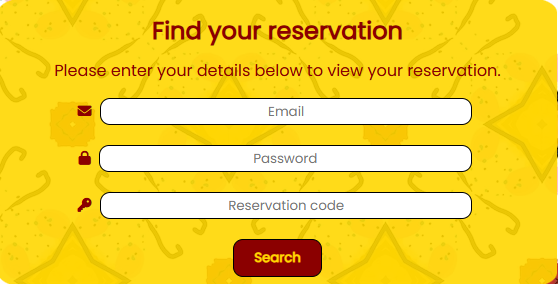 Find your reservation
Please enter your details below to view your reservation.
Email
Password
Reservation code
Search